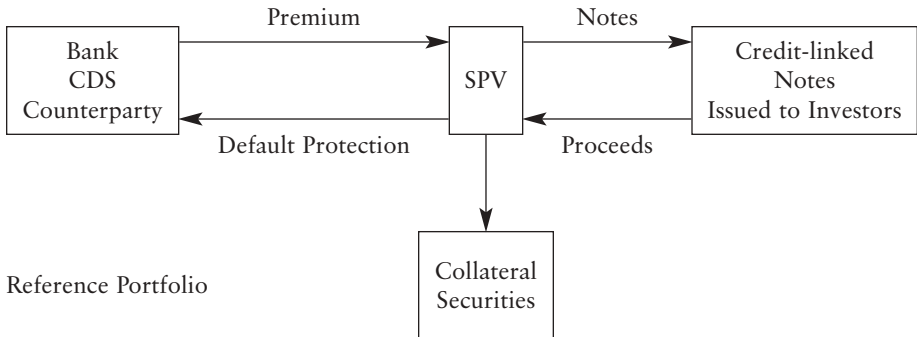 Premium
Notes
Bank
CDS
Counterparty
SPV
Credit-linked
Notes
Issued to Investors
Default Protection
Proceeds
Reference Portfolio
Collateral
Securities